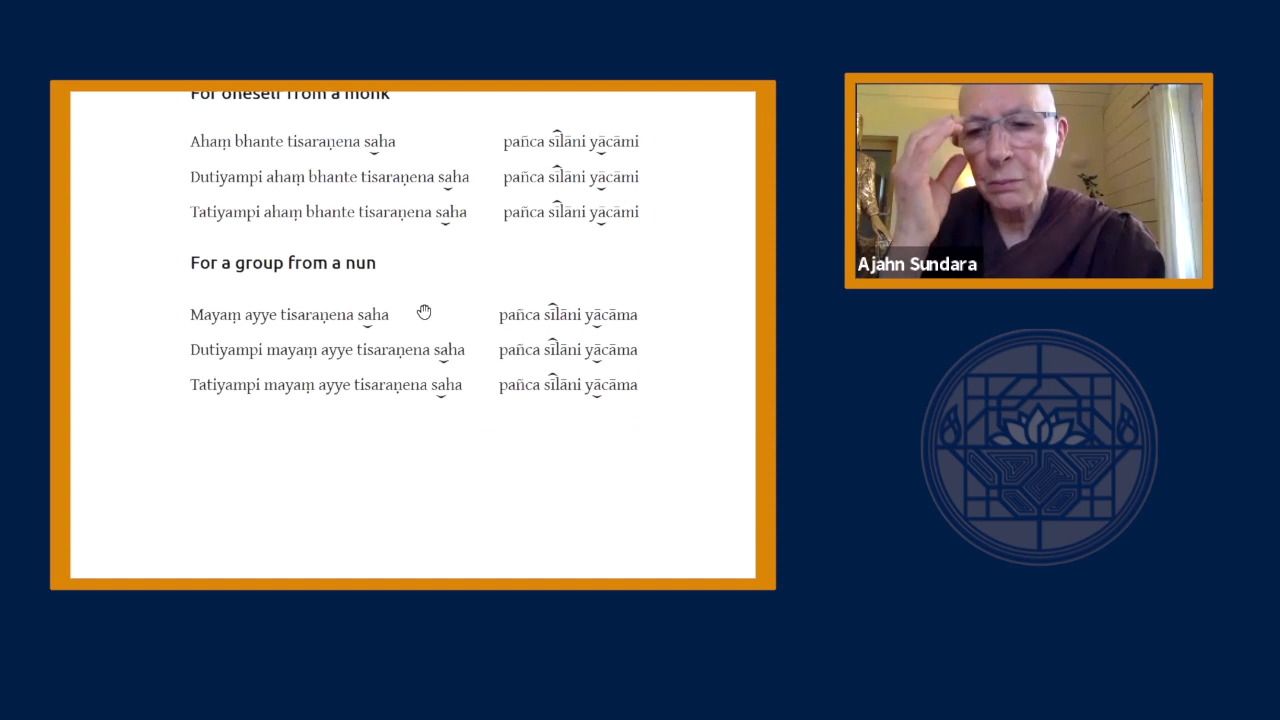 For oneself from a monk
Ahaṃ bhante tisaraṇena saha pañca sīlāni yācāmi
Dutiyampi ahaṃ bhante tisaraṇena saha pañca sīlāni yācāmi
Tatiyampi ahaṃ bhante tisaraṇena saha pañca sīlāni yācāmi
For a group from a nun
Mayaṃ ayye tisaraṇena saha pañca sīlāni yācāma
Dutiyampi mayaṃ ayye tisaraṇena saha pañca sīlāni yācāma
Tatiyampi mayaṃ ayye tisaraṇena saha pañca sīlāni yācāma
Ajahn Sundara